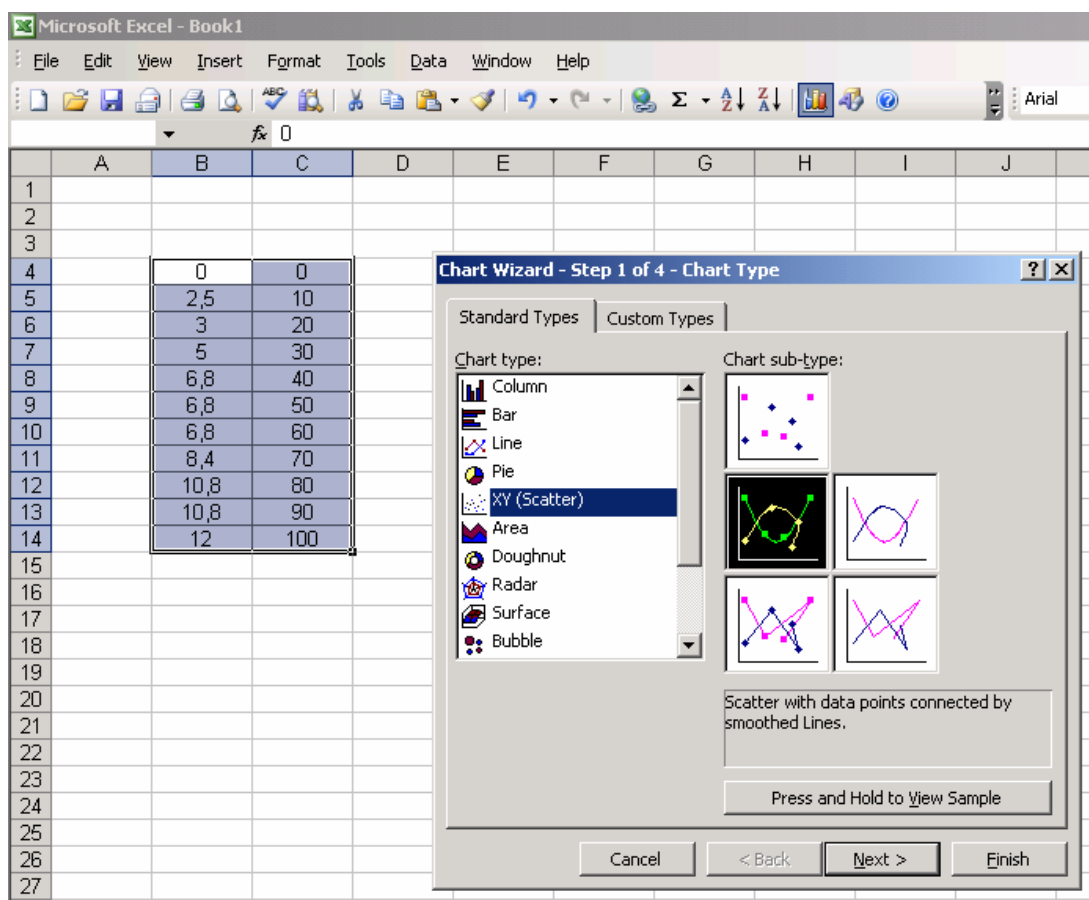 Microsoft Excel - Book1
File Edit View Insert Format Tools Data Window Help
ABC Σ A Z Z A ? Arial
fx 0
A B C D E F G H I J
1
2
3
4 0 0
5 2,5 10
6 3 20
7 5 30
8 6,8 40
9 6,8 50
10 6,8 60
11 8,4 70
12 10,8 80
13 10,8 90
14 12 100
15
16
17
18
19
20
21
22
23
24
25
26
27
Chart Wizard - Step 1 of 4 - Chart Type ? X
Standard Types Custom Types
Chart type:
Column
Bar
Line
Pie
XY (Scatter)
Area
Doughnut
Radar
Surface
Bubble
Chart sub-type:
Scatter with data points connected by
smoothed Lines.
Press and Hold to View Sample
Cancel < Back Next > Finish